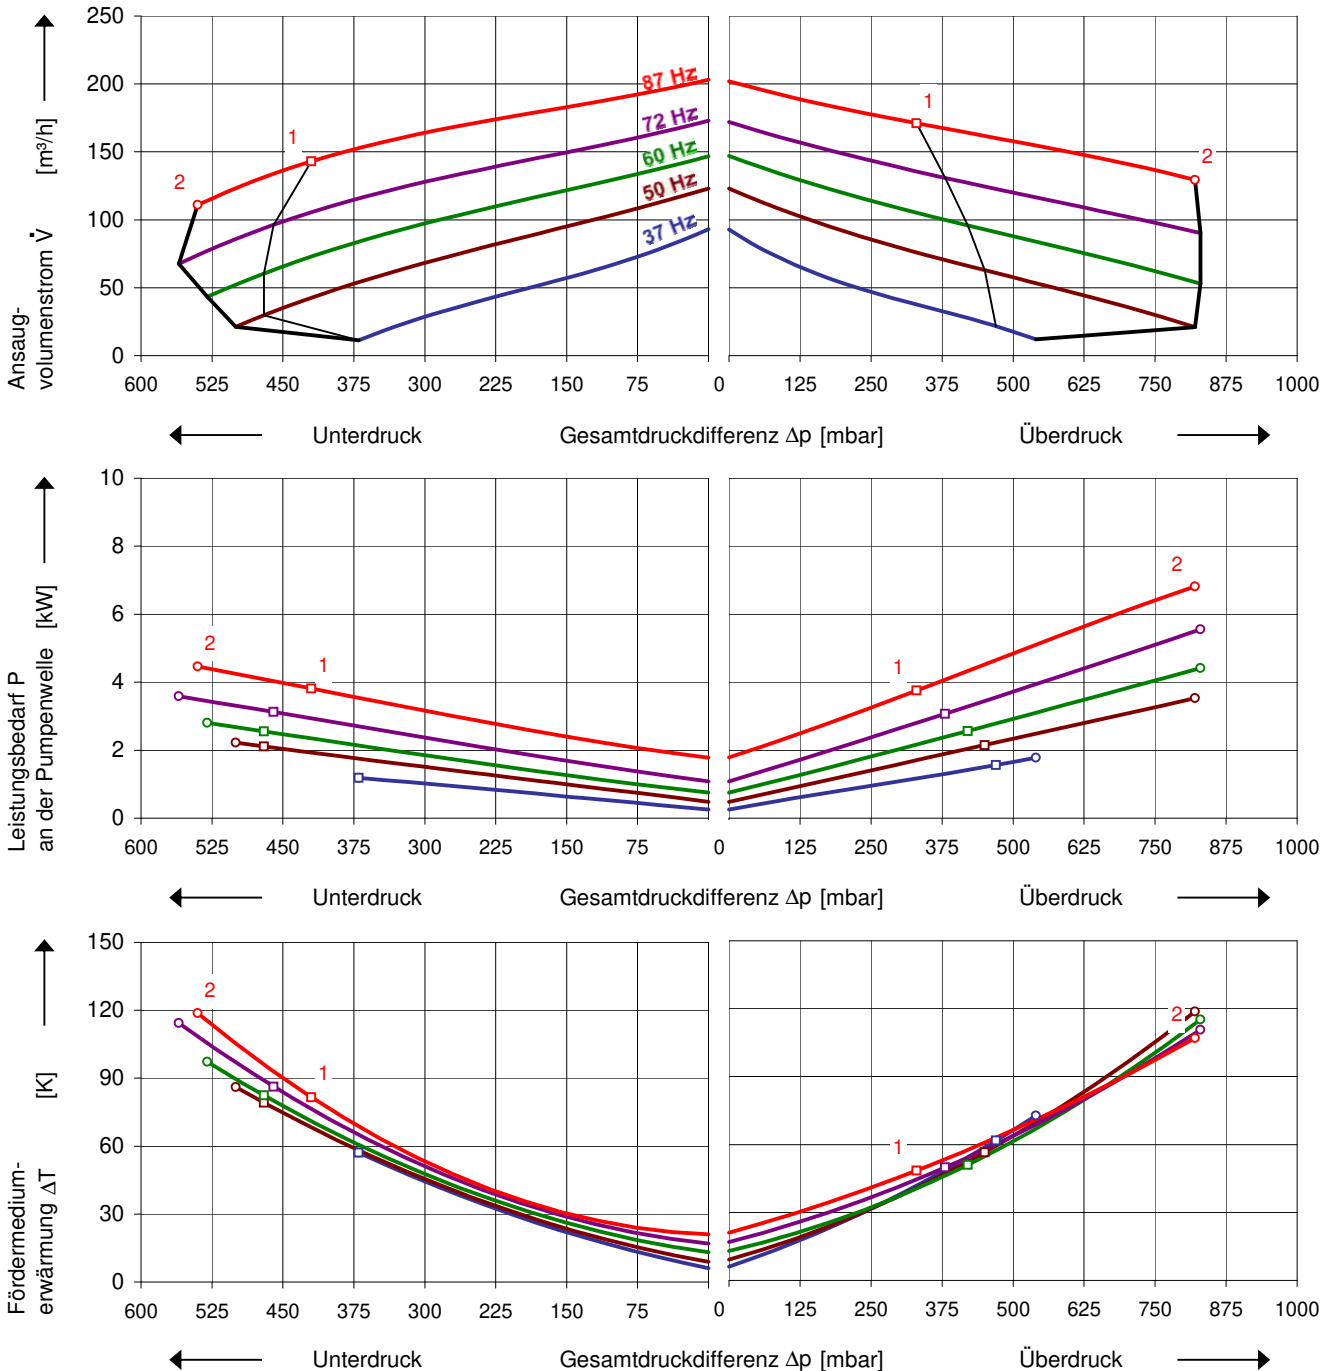 250
200
150
100
50
0
Ansaug-
volumenstrom V̇ [m³/h]
87 Hz
72 Hz
60 Hz
50 Hz
37 Hz
1
2
1
2
600 525 450 375 300 225 150 75 0 125 250 375 500 625 750 875 1000
Unterdruck Gesamtdruckdifferenz Δp [mbar] Überdruck
10
8
6
4
2
0
Leistungsbedarf P
an der Pumpenwelle [kW]
2
1
1
2
600 525 450 375 300 225 150 75 0 125 250 375 500 625 750 875 1000
Unterdruck Gesamtdruckdifferenz Δp [mbar] Überdruck
150
120
90
60
30
0
Fördermedium-
erwärmung ΔT [K]
2
1
1
2
600 525 450 375 300 225 150 75 0 125 250 375 500 625 750 875 1000
Unterdruck Gesamtdruckdifferenz Δp [mbar] Überdruck